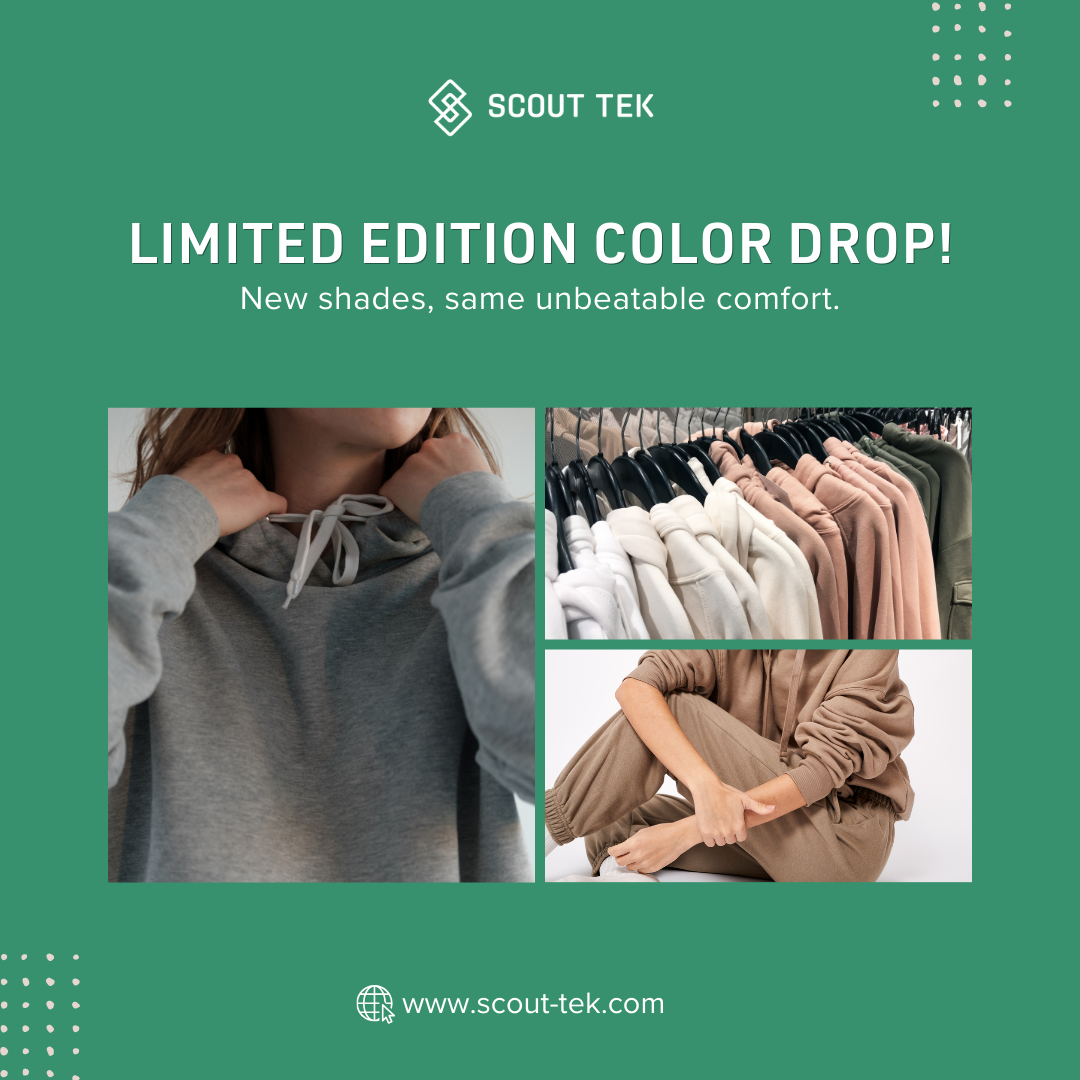 SCOUT TEK
LIMITED EDITION COLOR DROP!
New shades, same unbeatable comfort.
www.scout-tek.com